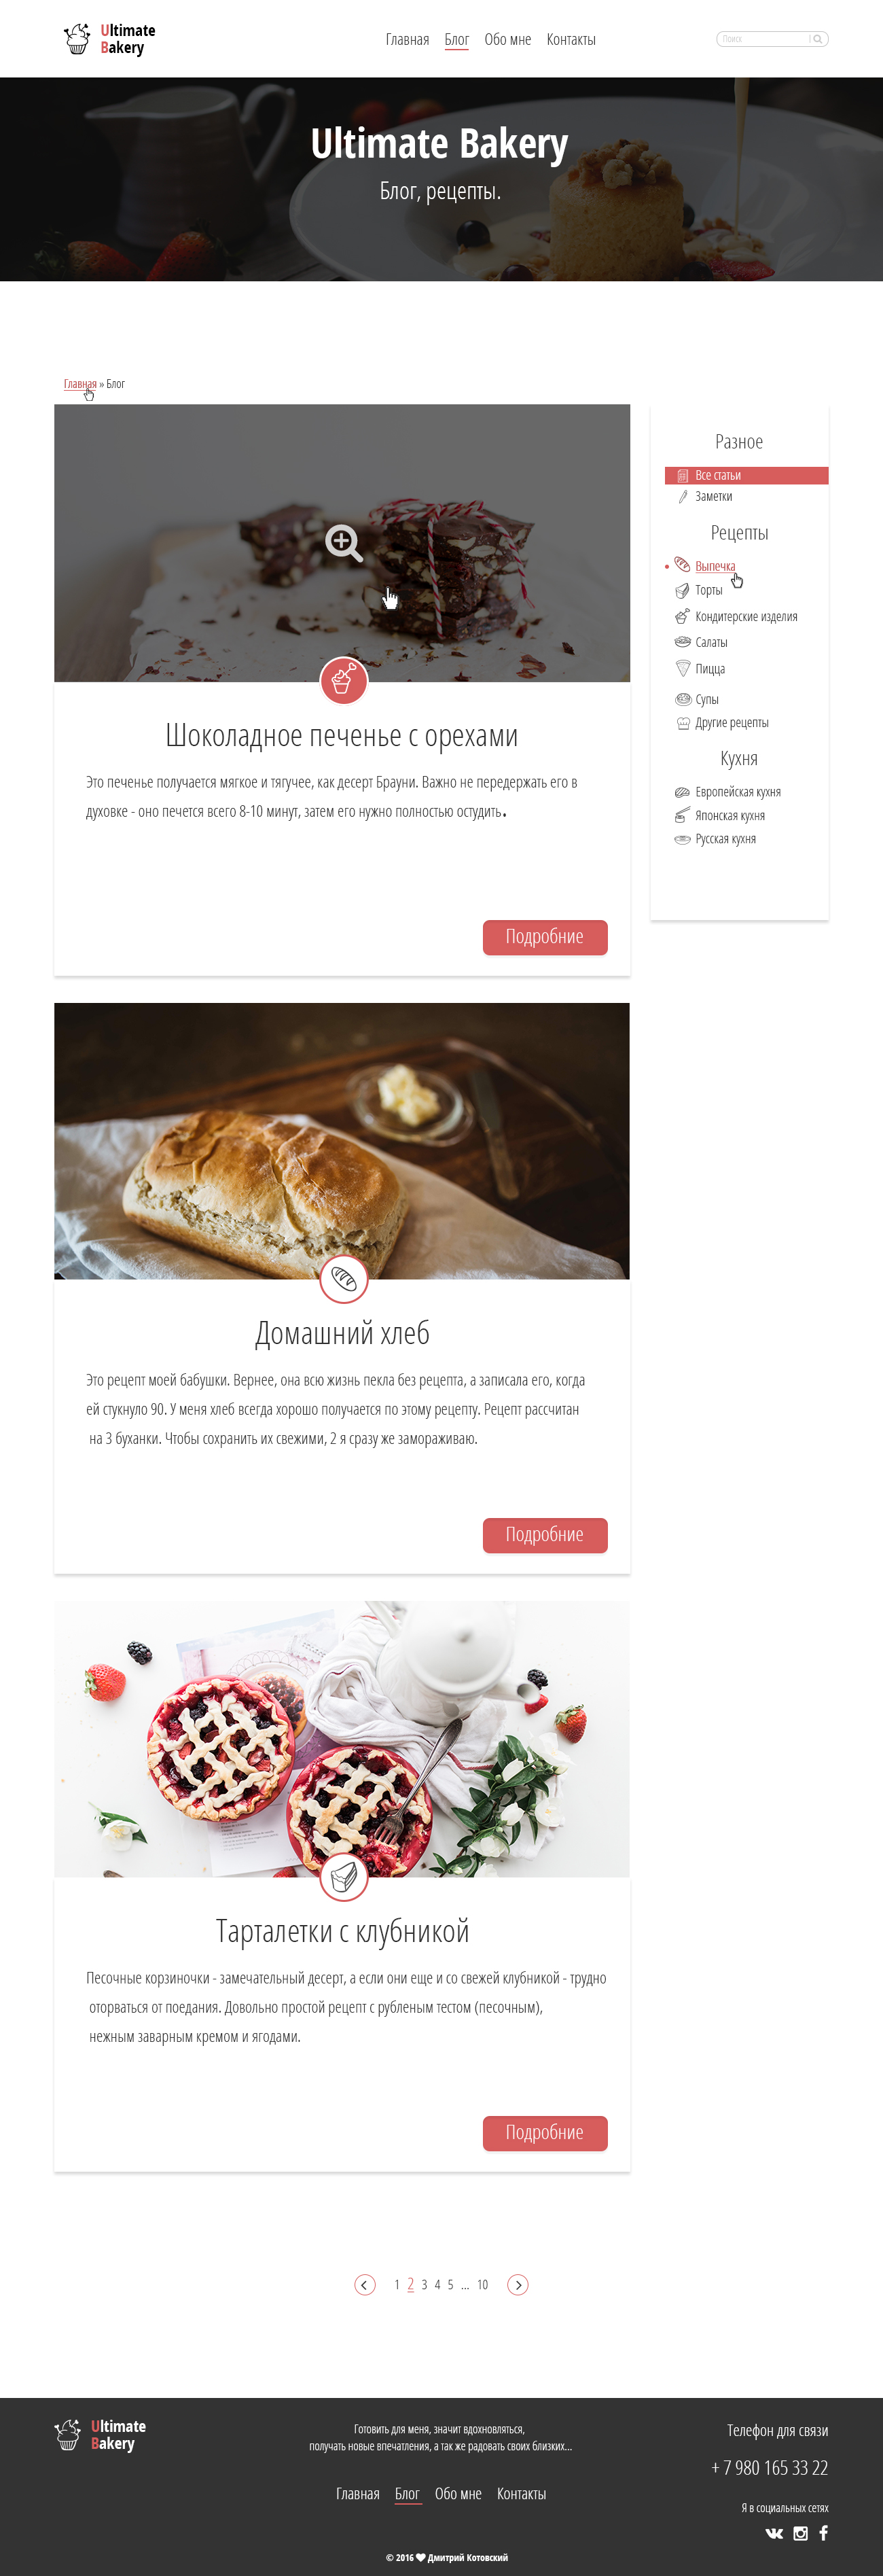 Ultimate
Bakery
Главная Блог Обо мне Контакты
Поиск
Ultimate Bakery
Блог, рецепты.
Главная » Блог
Шоколадное печенье с орехами
Это печенье получается мягкое и тягучее, как десерт Брауни. Важно не передержать его в
духовке - оно печется всего 8-10 минут, затем его нужно полностью остудить.
Подробние
Домашний хлеб
Это рецепт моей бабушки. Вернее, она всю жизнь пекла без рецепта, а записала его, когда
ей стукнуло 90. У меня хлеб всегда хорошо получается по этому рецепту. Рецепт рассчитан
на 3 буханки. Чтобы сохранить их свежими, 2 я сразу же замораживаю.
Подробние
Тарталетки с клубникой
Песочные корзиночки - замечательный десерт, а если они еще и со свежей клубникой - трудно
оторваться от поедания. Довольно простой рецепт с рубленым тестом (песочным),
нежным заварным кремом и ягодами.
Подробние
Разное
Все статьи
Заметки
Рецепты
Выпечка
Торты
Кондитерские изделия
Салаты
Пицца
Супы
Другие рецепты
Кухня
Европейская кухня
Японская кухня
Русская кухня
1 2 3 4 5 ... 10
Ultimate
Bakery
Готовить для меня, значит вдохновляться,
получать новые впечатления, а так же радовать своих близких...
Главная Блог Обо мне Контакты
© 2016 ❤ Дмитрий Котовский
Телефон для связи
+ 7 980 165 33 22
Я в социальных сетях